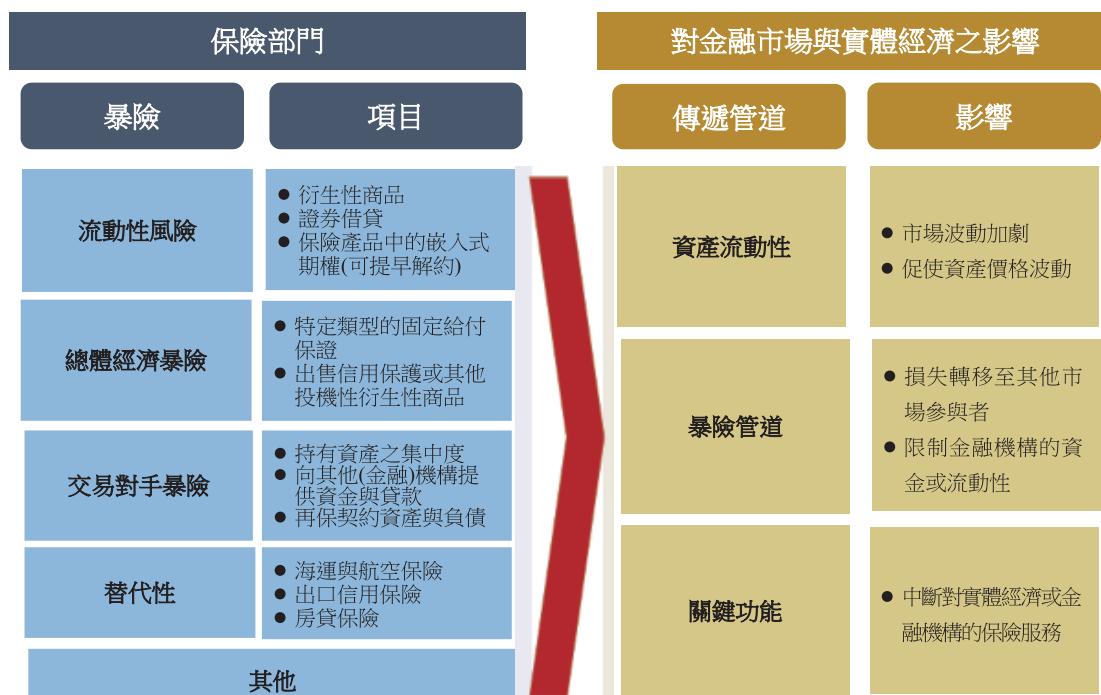 保險部門
對金融市場與實體經濟之影響
暴險
項目
傳遞管道
影響
流動性風險
● 衍生性商品
● 證券借貸
● 保險產品中的嵌入式
期權(可提早解約)
總體經濟暴險
● 特定類型的固定給付
保證
● 出售信用保護或其他
投機性衍生性商品
交易對手暴險
● 持有資產之集中度
● 向其他(金融)機構提
供資金與貸款
● 再保契約資產與負債
替代性
● 海運與航空保險
● 出口信用保險
● 房貸保險
其他
資產流動性
● 市場波動加劇
● 促使資產價格波動
暴險管道
● 損失轉移至其他市
場參與者
● 限制金融機構的資
金或流動性
關鍵功能
● 中斷對實體經濟或金
融機構的保險服務